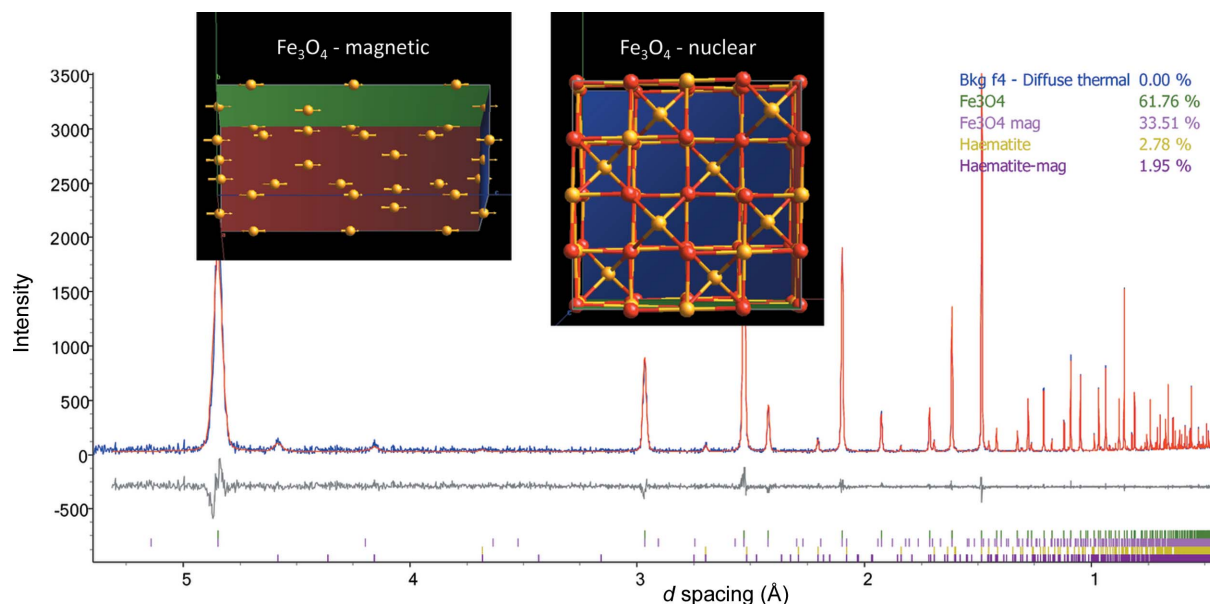 Fe₃O₄ - magnetic
Fe₃O₄ - nuclear
Bkg f4 - Diffuse thermal 0.00 %
Fe3O4 61.76 %
Fe3O4 mag 33.51 %
Haematite 2.78 %
Haematite-mag 1.95 %
3500
3000
2500
2000
1500
1000
500
0
-500
Intensity
5
4
3
2
1
d spacing (Å)